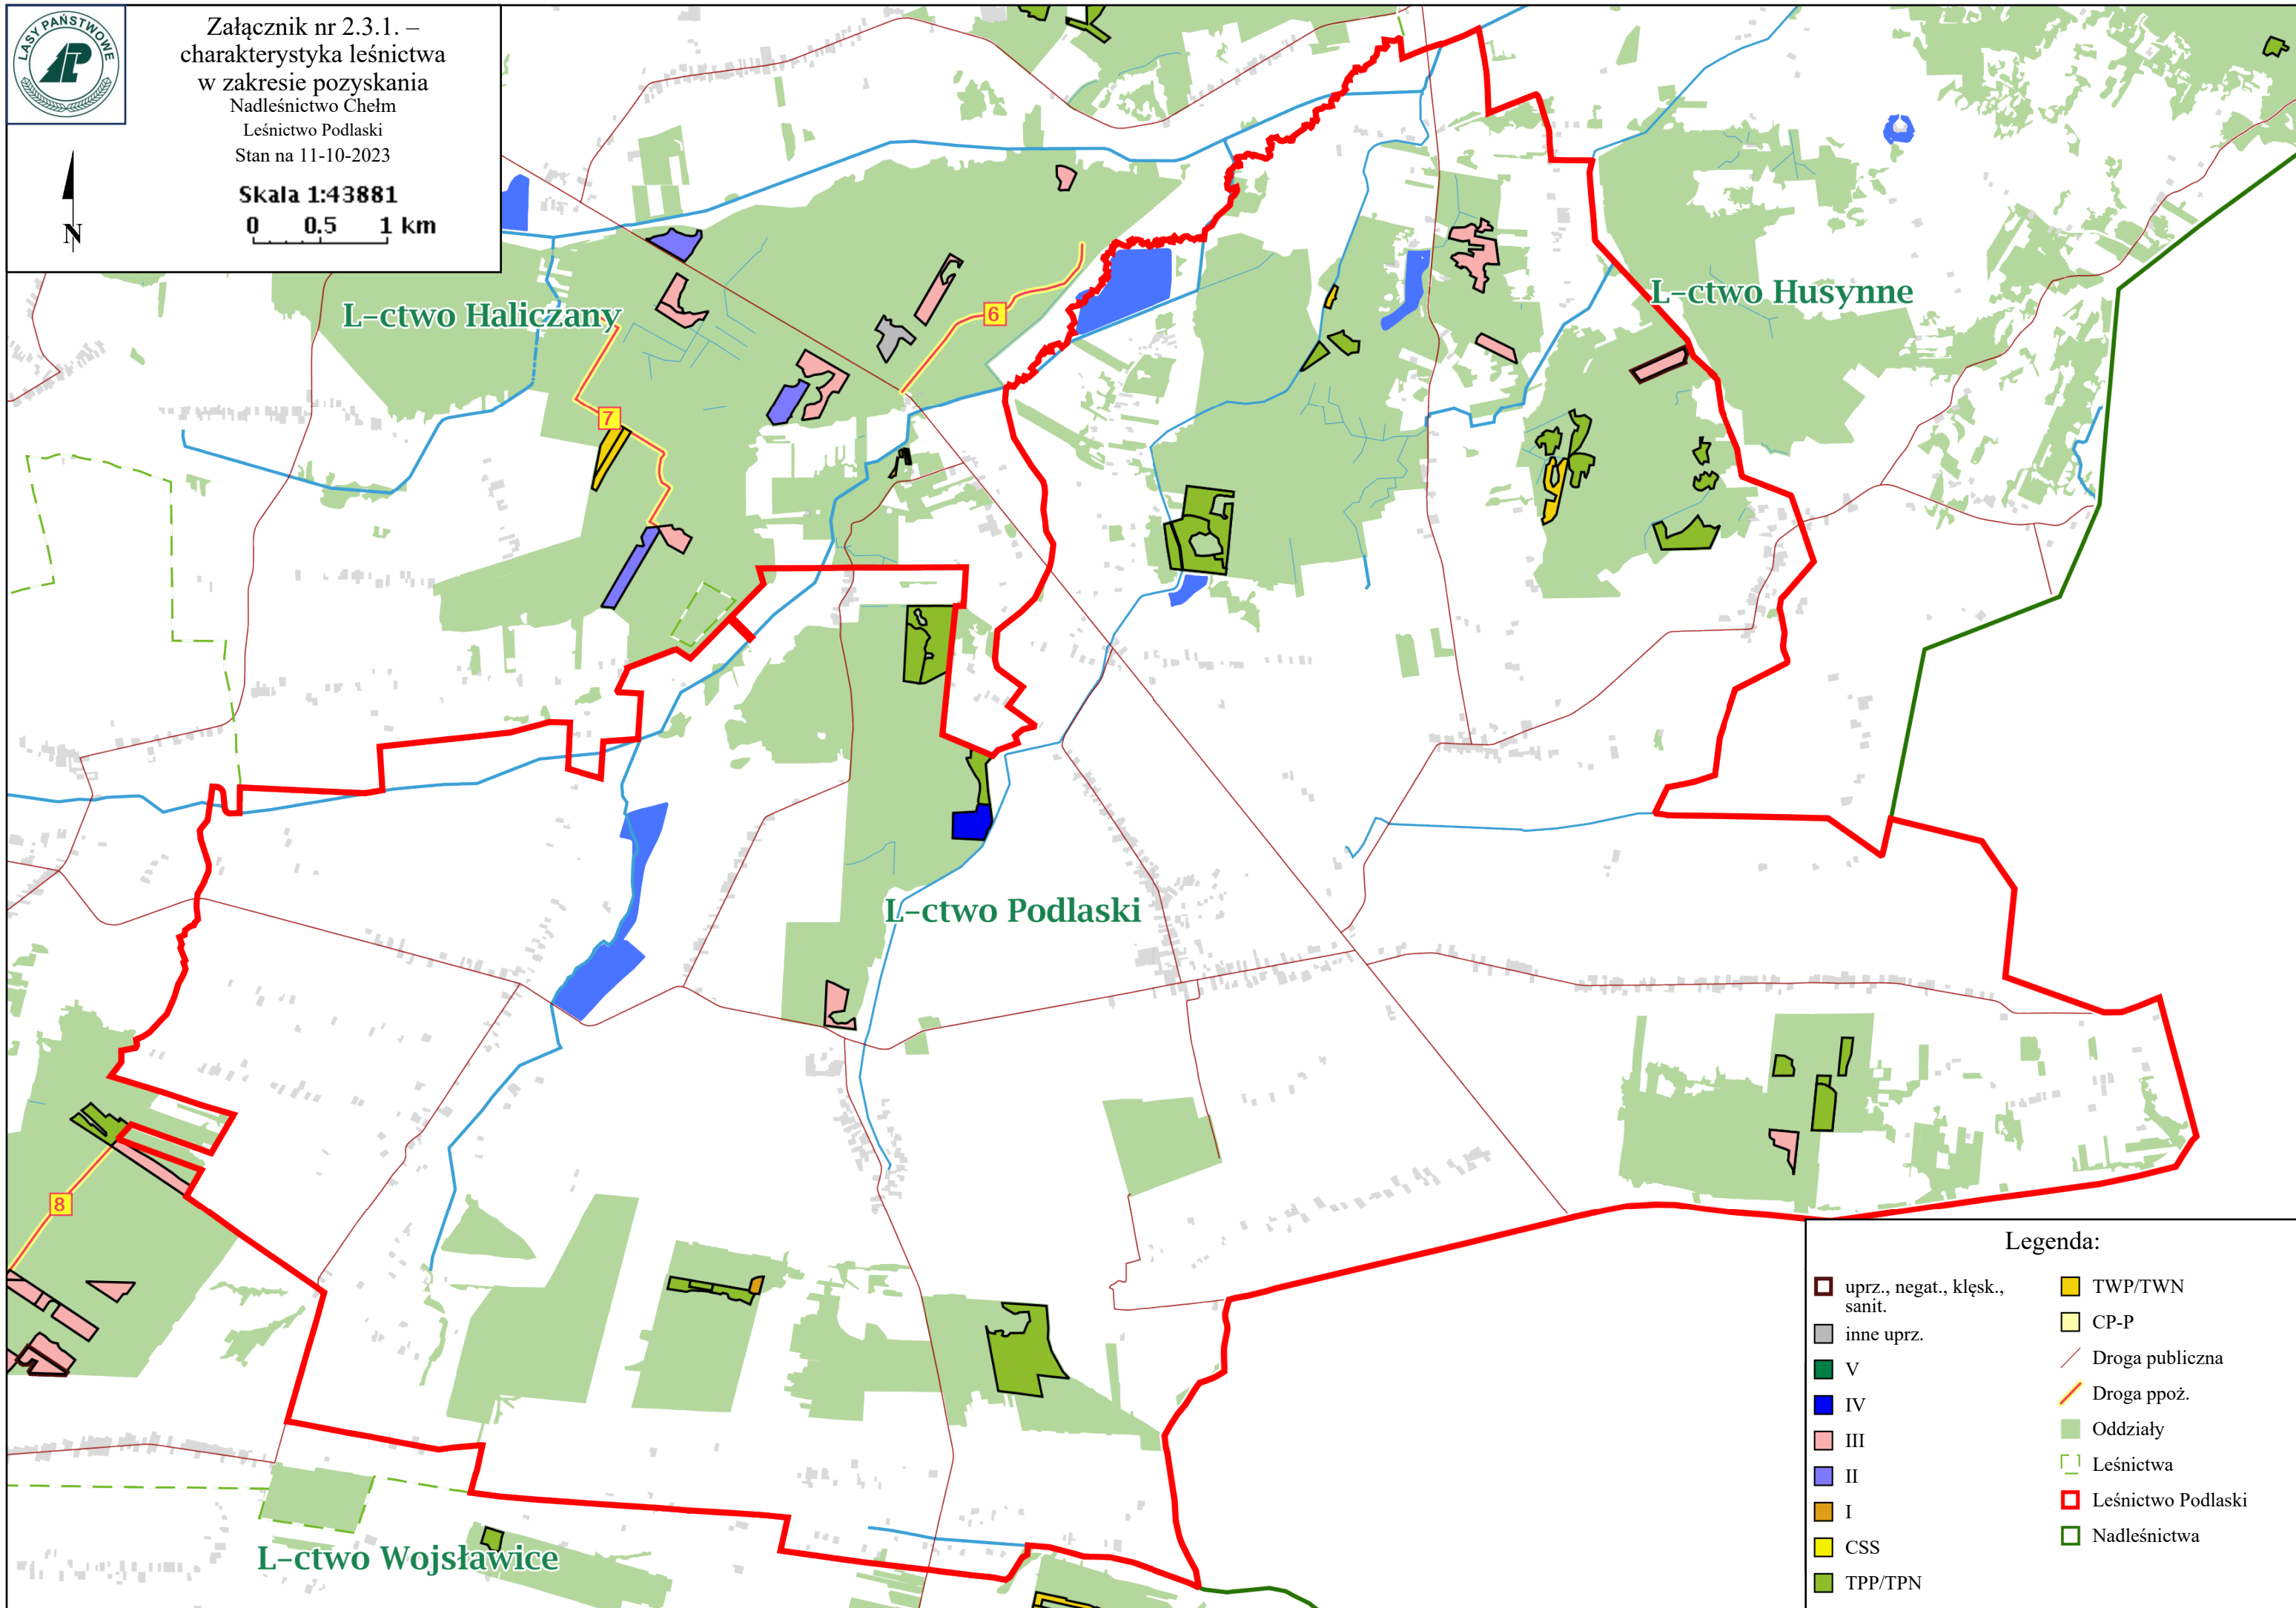 LASY PAŃSTWOWE
Załącznik nr 2.3.1. –
charakterystyka leśnictwa
w zakresie pozyskania
Nadleśnictwo Chełm
Leśnictwo Podlaski
Stan na 11-10-2023
Skala 1:43881
0 0.5 1 km
N
L-ctwo Haliczany
L-ctwo Husynne
6
7
L-ctwo Podlaski
8
L-ctwo Wojsławice
Legenda:
uprz., negat., klęsk.,
sanit.
inne uprz.
V
IV
III
II
I
CSS
TPP/TPN
TWP/TWN
CP-P
Droga publiczna
Droga ppoż.
Oddziały
Leśnictwa
Leśnictwo Podlaski
Nadleśnictwa